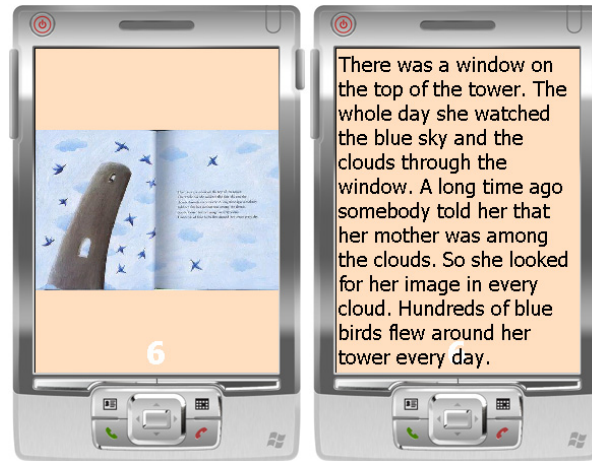 6
There was a window on
the top of the tower. The
whole day she watched
the blue sky and the
clouds through the
window. A long time ago
somebody told her that
her mother was among
the clouds. So she looked
for her image in every
cloud. Hundreds of blue
birds flew around her
tower every day.
6